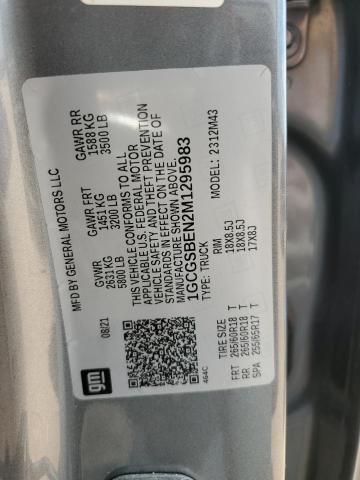 MFD BY GENERAL MOTORS LLC
08/21
GVWR
2631 KG
5800 LB
GAWR FRT
1451 KG
3200 LB
GAWR RR
1588 KG
3500 LB
THIS VEHICLE CONFORMS TO ALL
APPLICABLE U.S. FEDERAL MOTOR
VEHICLE SAFETY AND THEFT PREVENTION
STANDARDS IN EFFECT ON THE DATE OF
MANUFACTURE SHOWN ABOVE.
1GCGSBEN2M1295983
TYPE: TRUCK
MODEL: 2312M43
gm
464C
TIRE SIZE RIM
FRT 265/60R18 T 18X8.5J
RR 265/60R18 T 18X8.5J
SPA 255/65R17 T 17X8J